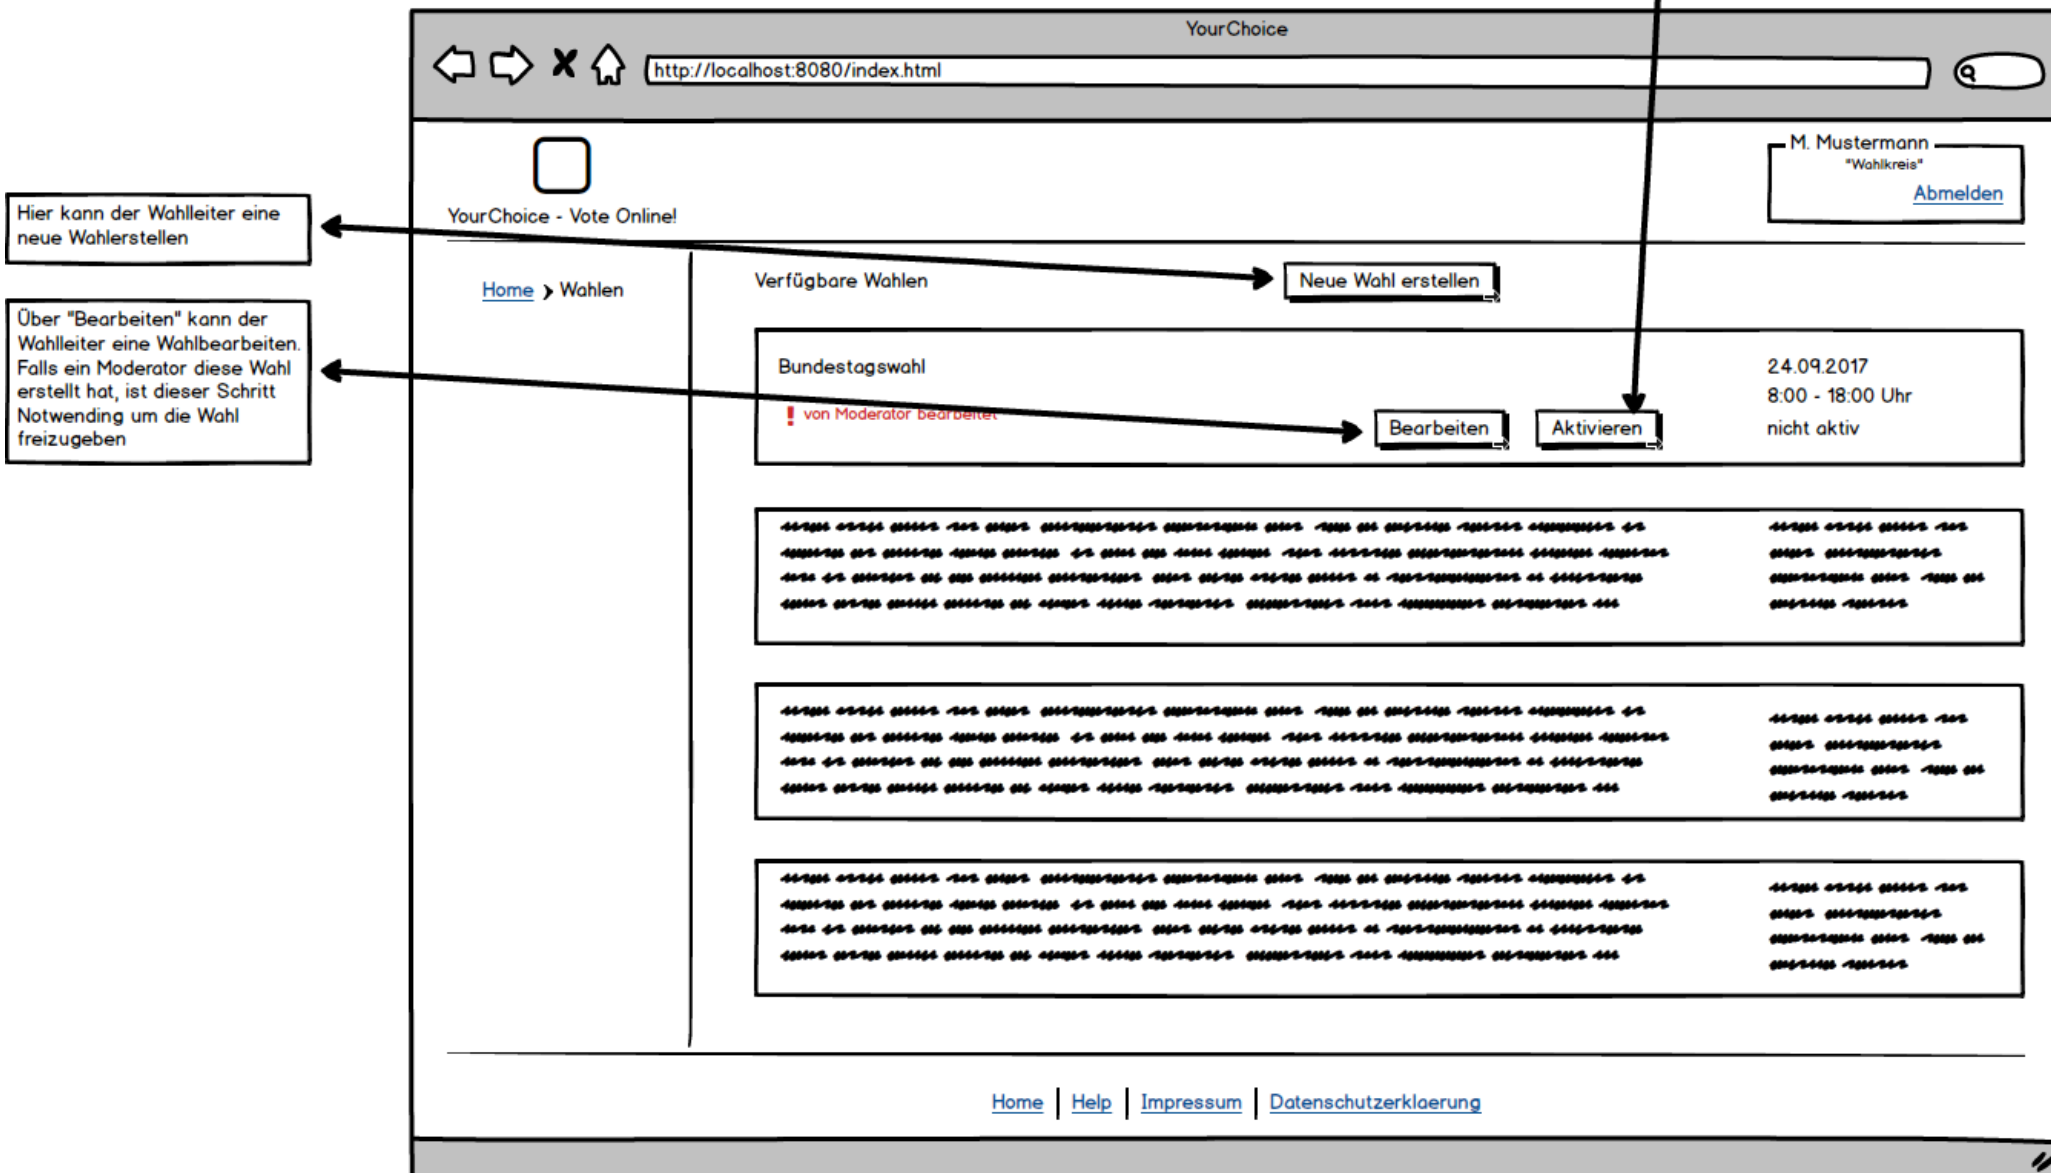 YourChoice
http://localhost:8080/index.html
M. Mustermann
"Wahlkreis"
Abmelden
YourChoice - Vote Online!
Hier kann der Wahlleiter eine
neue Wahlerstellen
Über "Bearbeiten" kann der
Wahlleiter eine Wahlbearbeiten.
Falls ein Moderator diese Wahl
erstellt hat, ist dieser Schritt
Notwending um die Wahl
freizugeben
Home Wahlen
Verfügbare Wahlen
Neue Wahl erstellen
Bundestagswahl
24.09.2017
8:00 - 18:00 Uhr
! von Moderator bearbeitet
Bearbeiten
Aktivieren
nicht aktiv
Home | Help | Impressum | Datenschutzerklaerung